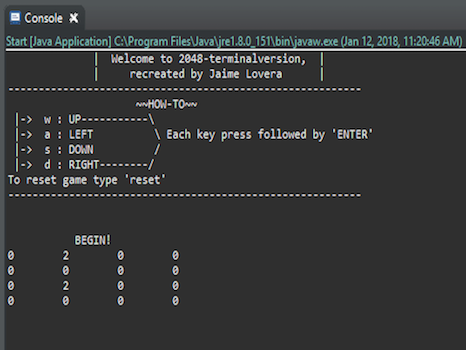 Console
Start [Java Application] C:\Program Files\Java\jre1.8.0_151\bin\javaw.exe (Jan 12, 2018, 11:20:46 AM)
| Welcome to 2048-terminalversion, |
| recreated by Jaime Lovera |
-----------------------------------------------------
~~HOW-TO~~
|-> w : UP-----------\
|-> a : LEFT \ Each key press followed by 'ENTER'
|-> s : DOWN /
|-> d : RIGHT--------/
To reset game type 'reset'
-----------------------------------------------------
BEGIN!
0 2 0 0
0 0 0 0
0 2 0 0
0 0 0 0